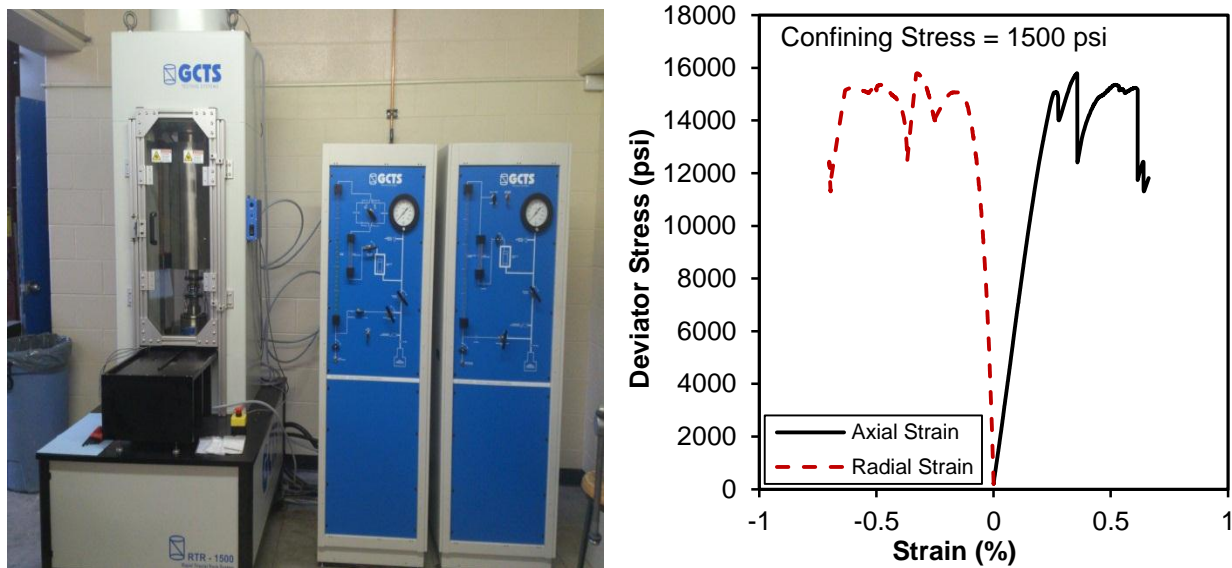 GCTS
GCTS
GCTS
RTR - 1500
Confining Stress = 1500 psi
Deviator Stress (psi)
18000
16000
14000
12000
10000
8000
6000
4000
2000
0
Axial Strain
Radial Strain
-1
-0.5
0
0.5
1
Strain (%)